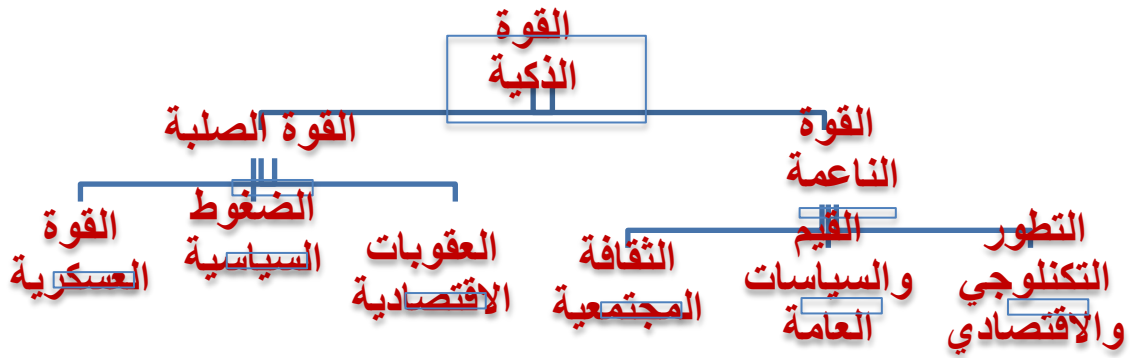 القوة
الذكية
القوة
الناعمة
القوة الصلبة
التطور
التكنلوجي
والاقتصادي
القيم
والسياسات
العامة
الثقافة
المجتمعية
العقوبات
الاقتصادية
الضغوط
السياسية
القوة
العسكرية